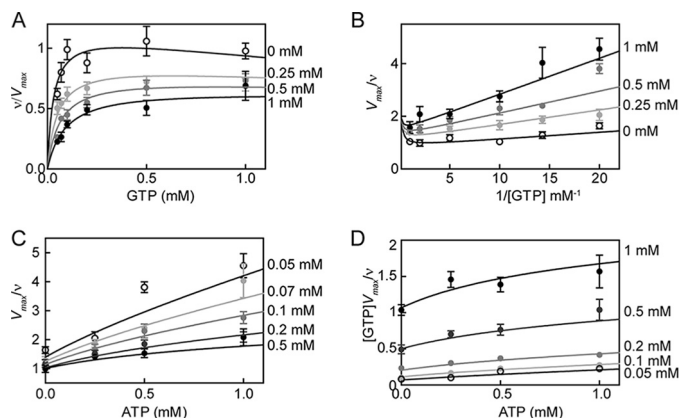 A
B
ν/Vmax
1
0.5
0
0.0
0.5
1.0
GTP (mM)
0 mM
0.25 mM
0.5 mM
1 mM
Vmax/ν
4
2
0
0
5
10
15
20
1/[GTP] mM⁻¹
1 mM
0.5 mM
0.25 mM
0 mM
C
D
Vmax/ν
5
4
3
2
1
0.0
0.5
1.0
ATP (mM)
0.05 mM
0.07 mM
0.1 mM
0.2 mM
0.5 mM
[GTP]Vmax/ν
2
1.5
1
0.5
0
0.0
0.5
1.0
ATP (mM)
1 mM
0.5 mM
0.2 mM
0.1 mM
0.05 mM